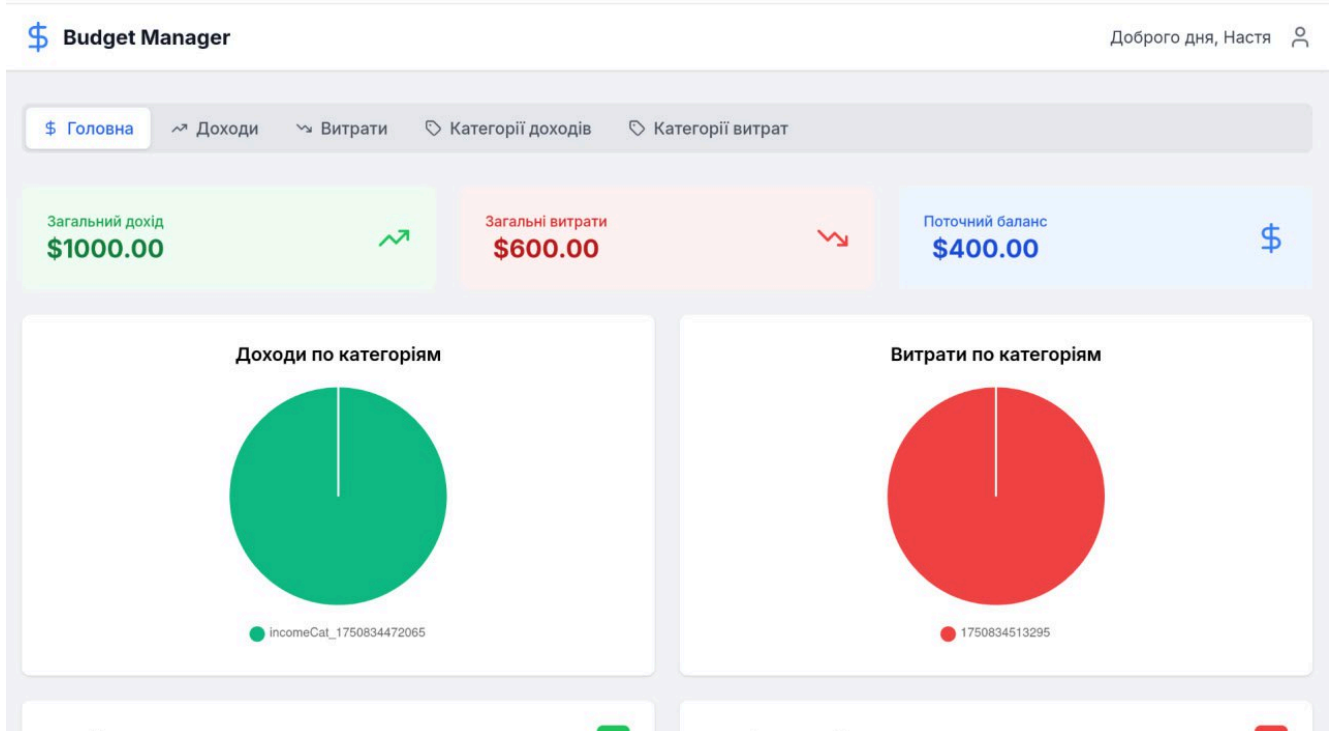 $ Budget Manager
Доброго дня, Настя
$ Головна
Доходи
Витрати
Категорії доходів
Категорії витрат
Загальний дохід
$1000.00
Загальні витрати
$600.00
Поточний баланс
$400.00
$
Доходи по категоріям
incomeCat_1750834472065
Витрати по категоріям
1750834513295